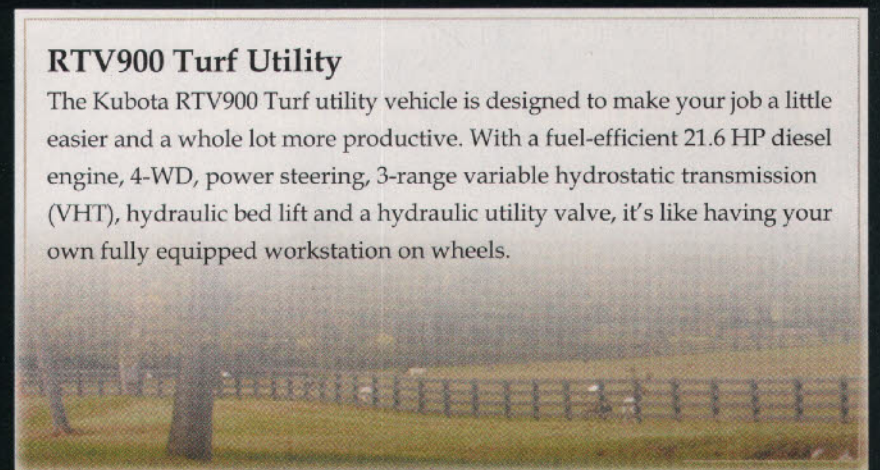 RTV900 Turf Utility
The Kubota RTV900 Turf utility vehicle is designed to make your job a little
easier and a whole lot more productive. With a fuel-efficient 21.6 HP diesel
engine, 4-WD, power steering, 3-range variable hydrostatic transmission
(VHT), hydraulic bed lift and a hydraulic utility valve, it's like having your
own fully equipped workstation on wheels.